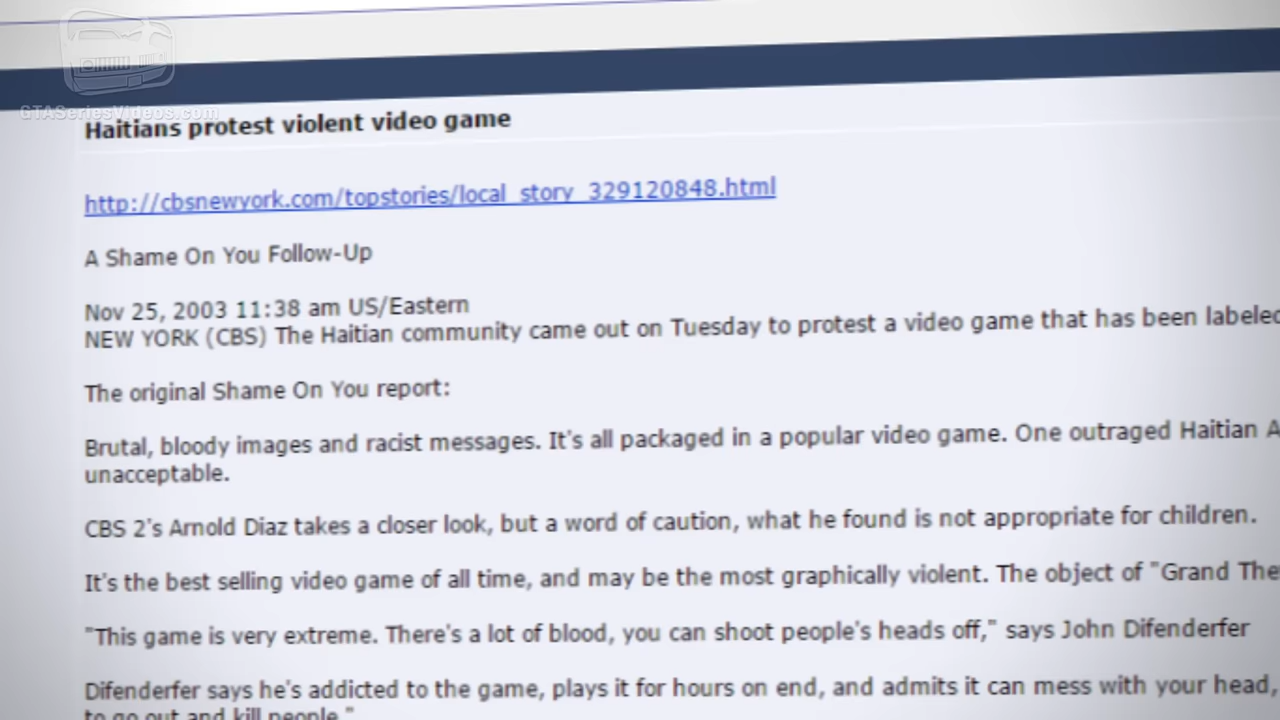 GTASeriesVideos.com
Haitians protest violent video game
http://cbsnewyork.com/topstories/local_story_329120848.html
A Shame On You Follow-Up
Nov 25, 2003 11:38 am US/Eastern
NEW YORK (CBS) The Haitian community came out on Tuesday to protest a video game that has been labeled
The original Shame On You report:
Brutal, bloody images and racist messages. It's all packaged in a popular video game. One outraged Haitian A
unacceptable.
CBS 2's Arnold Diaz takes a closer look, but a word of caution, what he found is not appropriate for children.
It's the best selling video game of all time, and may be the most graphically violent. The object of "Grand The
"This game is very extreme. There's a lot of blood, you can shoot people's heads off," says John Difenderfer
Difenderfer says he's addicted to the game, plays it for hours on end, and admits it can mess with your head,
to go out and kill people."